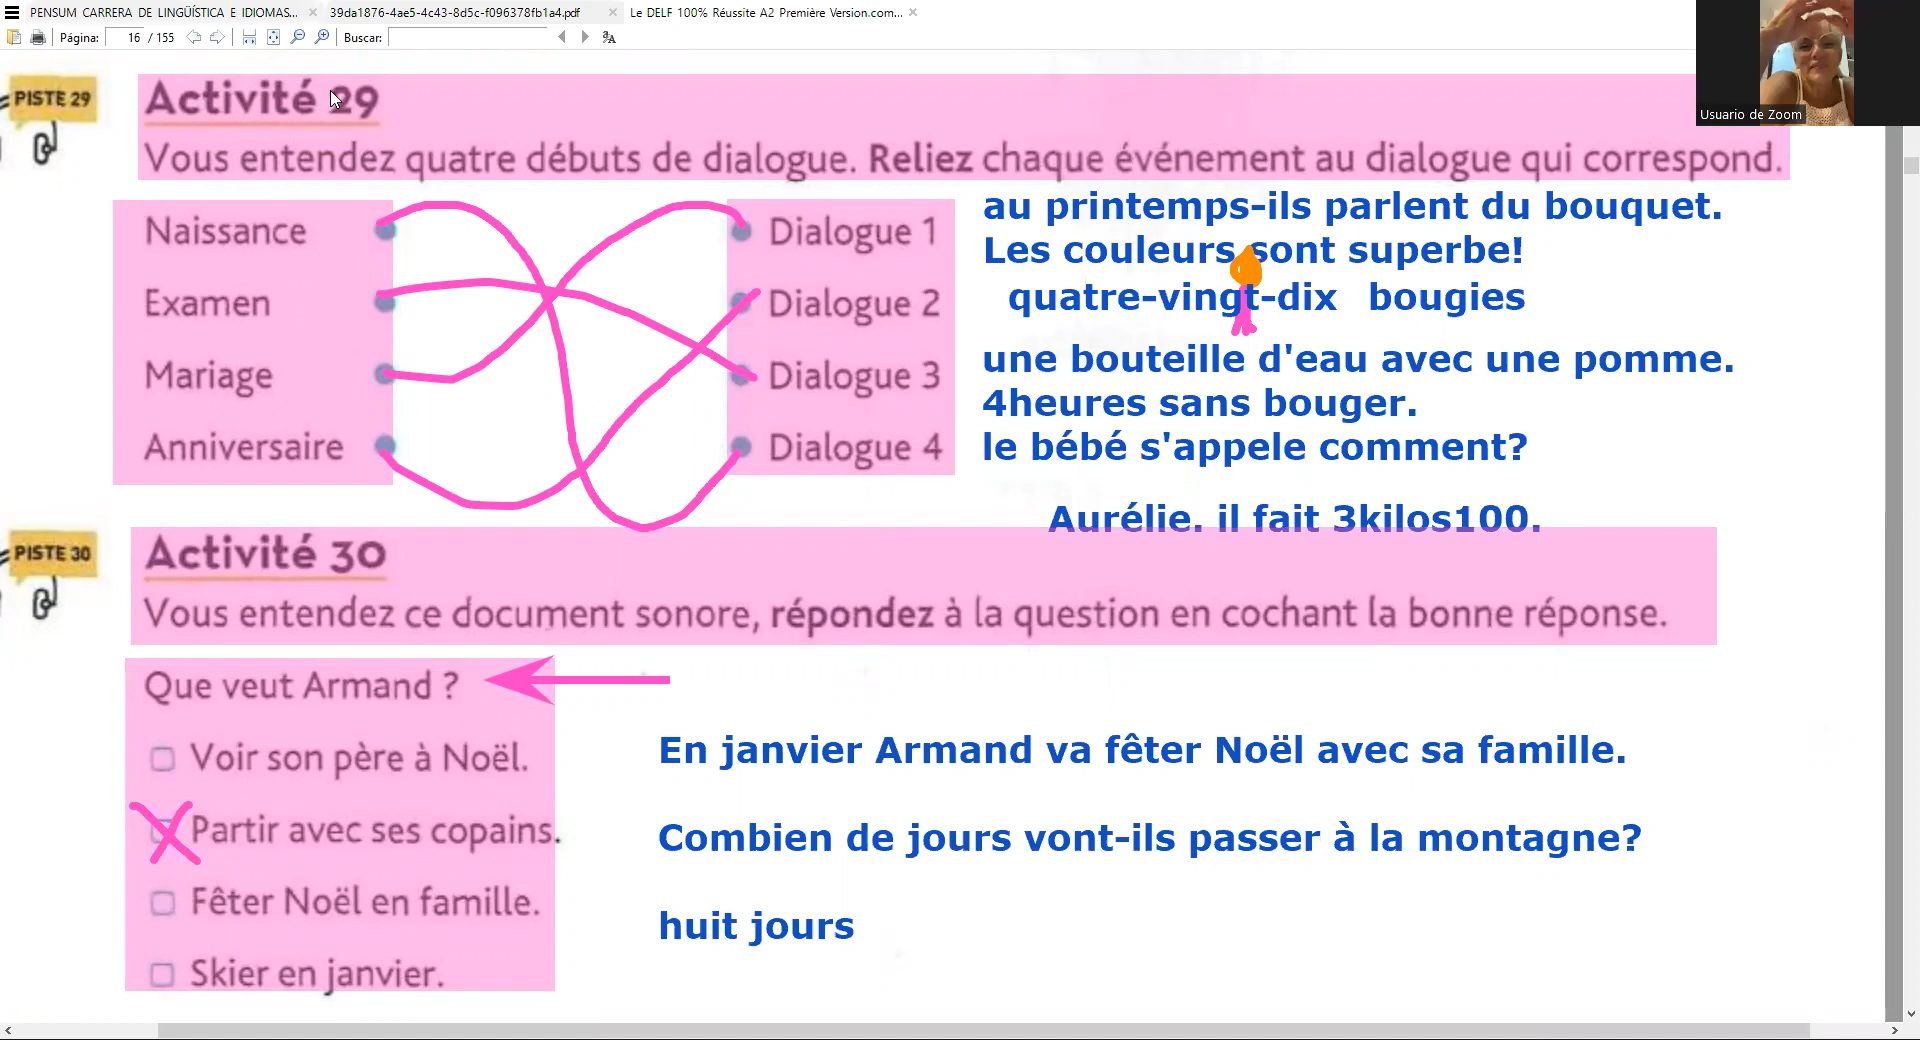 PENSUM CARRERA DE LINGÜÍSTICA E IDIOMAS... 39da1876-4ae5-4c43-8d5c-f096378fb1a4.pdf Le DELF 100% Réussite A2 Première Version.com...
Página: 16 / 155 Buscar:
Usuario de Zoom
PISTE 29
Activité 29
Vous entendez quatre débuts de dialogue. Reliez chaque événement au dialogue qui correspond.
Naissance Dialogue 1
Examen Dialogue 2
Mariage Dialogue 3
Anniversaire Dialogue 4
au printemps-ils parlent du bouquet.
Les couleurs sont superbe!
quatre-vingt-dix bougies
une bouteille d'eau avec une pomme.
4heures sans bouger.
le bébé s'appele comment?
Aurélie. il fait 3kilos100.
PISTE 30
Activité 30
Vous entendez ce document sonore, répondez à la question en cochant la bonne réponse.
Que veut Armand ?
Voir son père à Noël.
Partir avec ses copains.
Fêter Noël en famille.
Skier en janvier.
En janvier Armand va fêter Noël avec sa famille.
Combien de jours vont-ils passer à la montagne?
huit jours